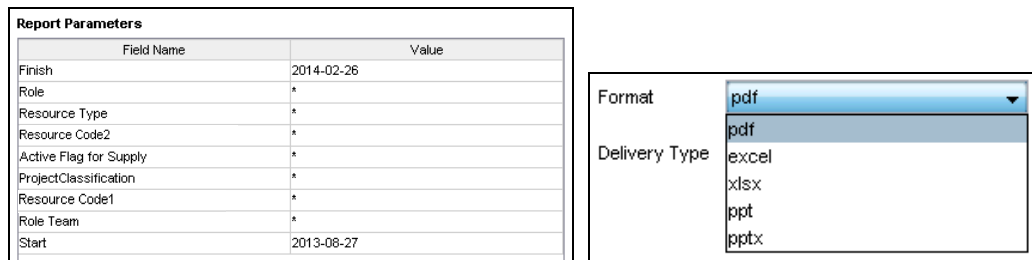 Report Parameters
Field Name Value
Finish 2014-02-26
Role *
Resource Type *
Resource Code2 *
Active Flag for Supply *
ProjectClassification *
Resource Code1 *
Role Team *
Start 2013-08-27
Format pdf
pdf
Delivery Type excel
xlsx
ppt
pptx